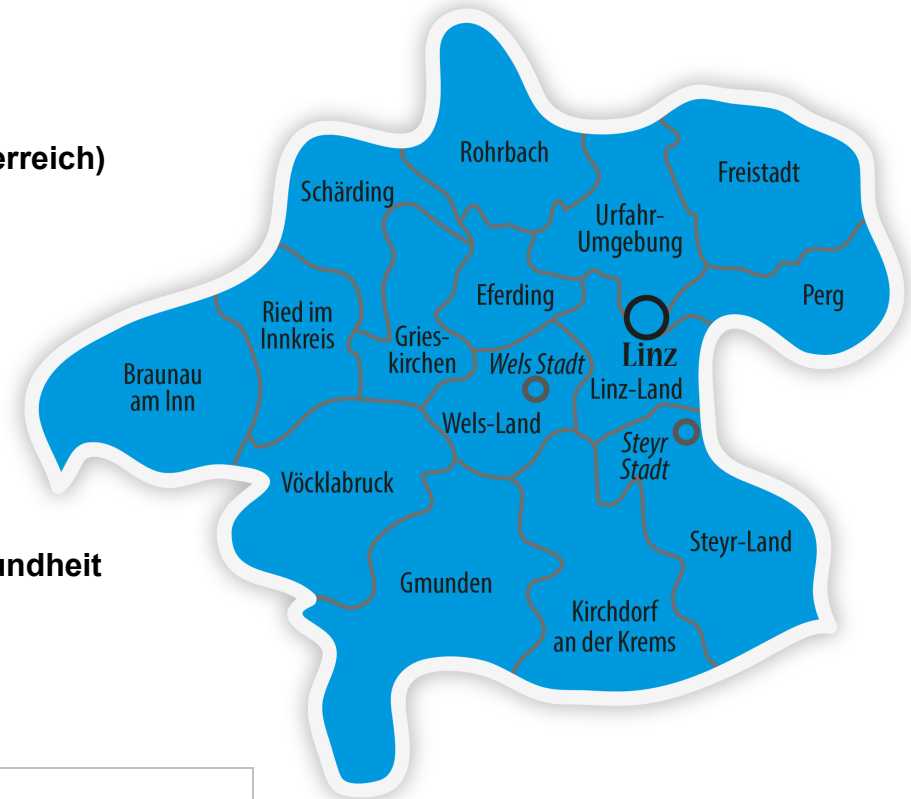 erreich)
Rohrbach
Freistadt
Schärding
Urfahr-
Umgebung
Eferding
Perg
Ried im
Innkreis
Gries-
kirchen
Linz
Wels Stadt
Linz-Land
Braunau
am Inn
Wels-Land
Steyr
Stadt
Vöcklabruck
Steyr-Land
undheit
Gmunden
Kirchdorf
an der Krems